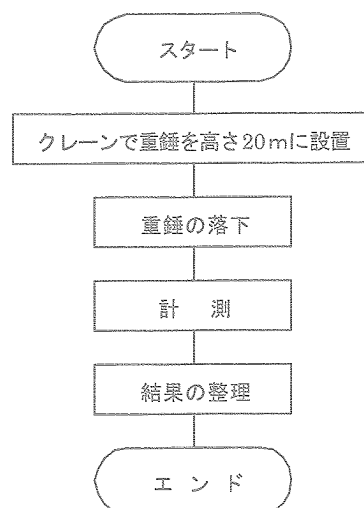 スタート
クレーンで重錘を高さ20mに設置
重錘の落下
計測
結果の整理
エンド